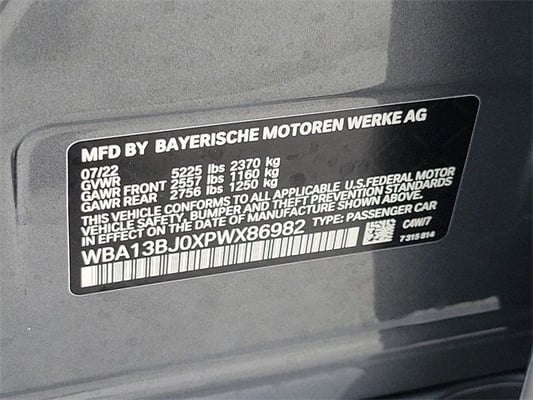 MFD BY BAYERISCHE MOTOREN WERKE AG
07/22
GVWR 5225 lbs 2370 kg
GAWR FRONT 2557 lbs 1160 kg
GAWR REAR 2756 lbs 1250 kg
THIS VEHICLE CONFORMS TO ALL APPLICABLE U.S. FEDERAL MOTOR
VEHICLE SAFETY, BUMPER, AND THEFT PREVENTION STANDARDS
IN EFFECT ON THE DATE OF MANUFACTURE SHOWN ABOVE.
WBA13BJ0XPWX86982 TYPE: PASSENGER CAR
C4W/7
7 315 814